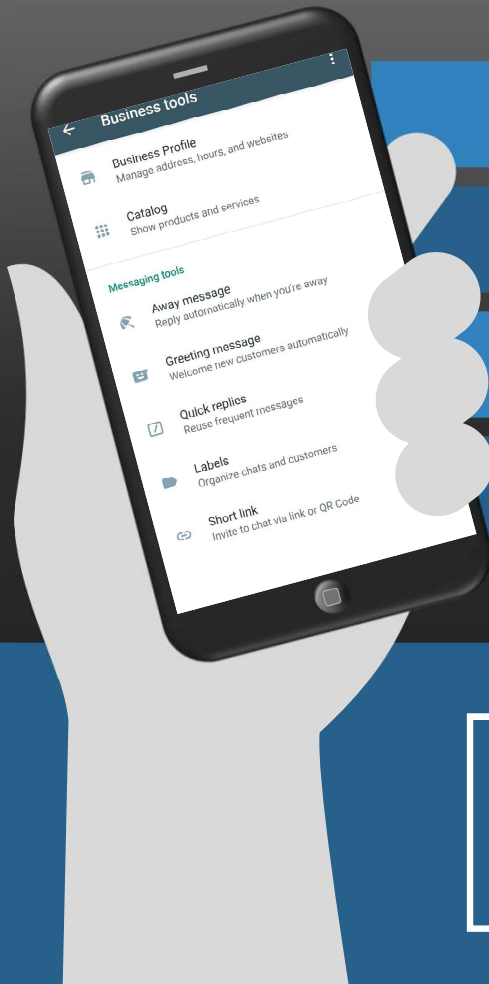 Business tools
Business Profile
Manage address, hours, and websites
Catalog
Show products and services
Messaging tools
Away message
Reply automatically when you're away
Greeting message
Welcome new customers automatically
Quick replies
Reuse frequent messages
Labels
Organize chats and customers
Short link
Invite to chat via link or QR Code